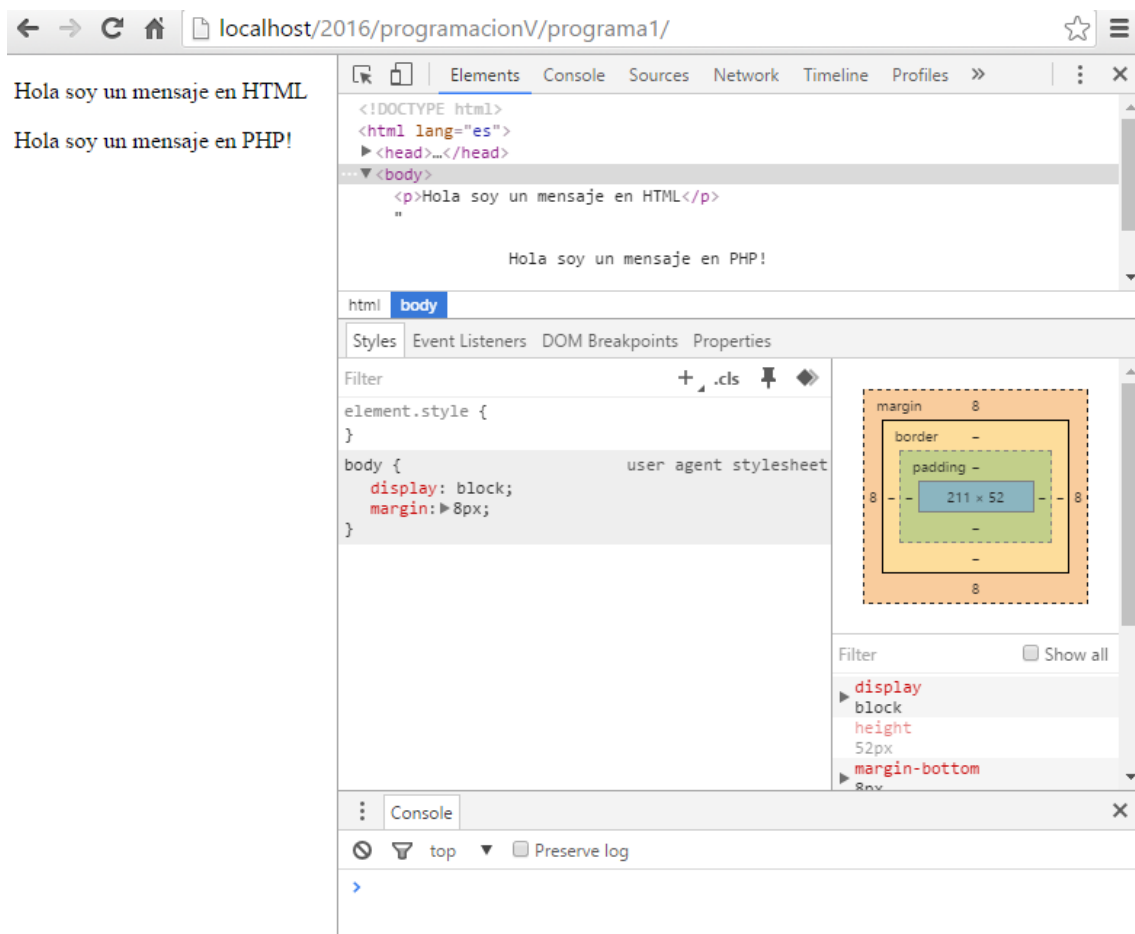 localhost/2016/programacionV/programa1/
Hola soy un mensaje en HTML
Hola soy un mensaje en PHP!
Elements Console Sources Network Timeline Profiles »
<!DOCTYPE html>
<html lang="es">
<head>…</head>
<body>
<p>Hola soy un mensaje en HTML</p>
"
Hola soy un mensaje en PHP!
html body
Styles Event Listeners DOM Breakpoints Properties
Filter + .cls
element.style {
}
body { user agent stylesheet
display: block;
margin: 8px;
}
margin 8
border –
padding –
8 – – 211 × 52 – – 8
–
–
8
Filter Show all
display
block
height
52px
margin-bottom
8px
Console
top Preserve log
>